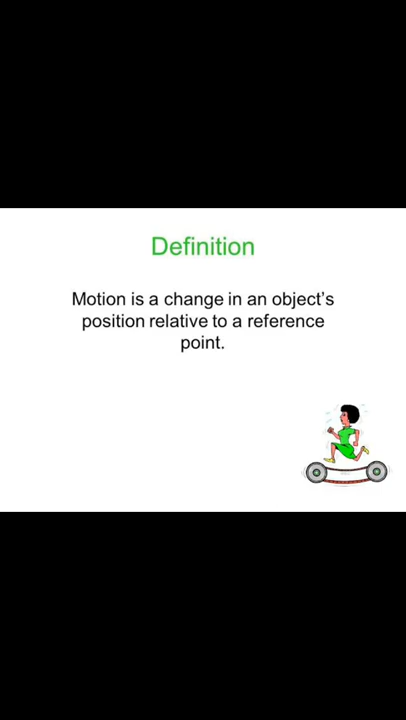 Definition
Motion is a change in an object's
position relative to a reference
point.